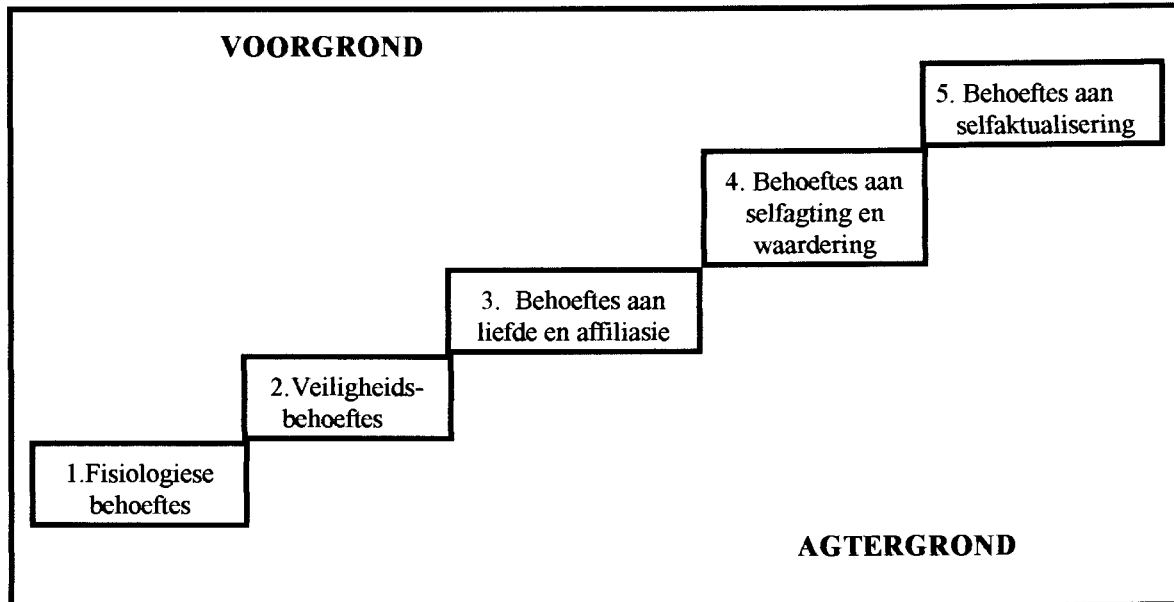 VOORGROND
5. Behoeftes aan
selfaktualisering
4. Behoeftes aan
selfagting en
waardering
3. Behoeftes aan
liefde en affiliasie
2.Veiligheids-
behoeftes
1.Fisiologiese
behoeftes
AGTERGROND